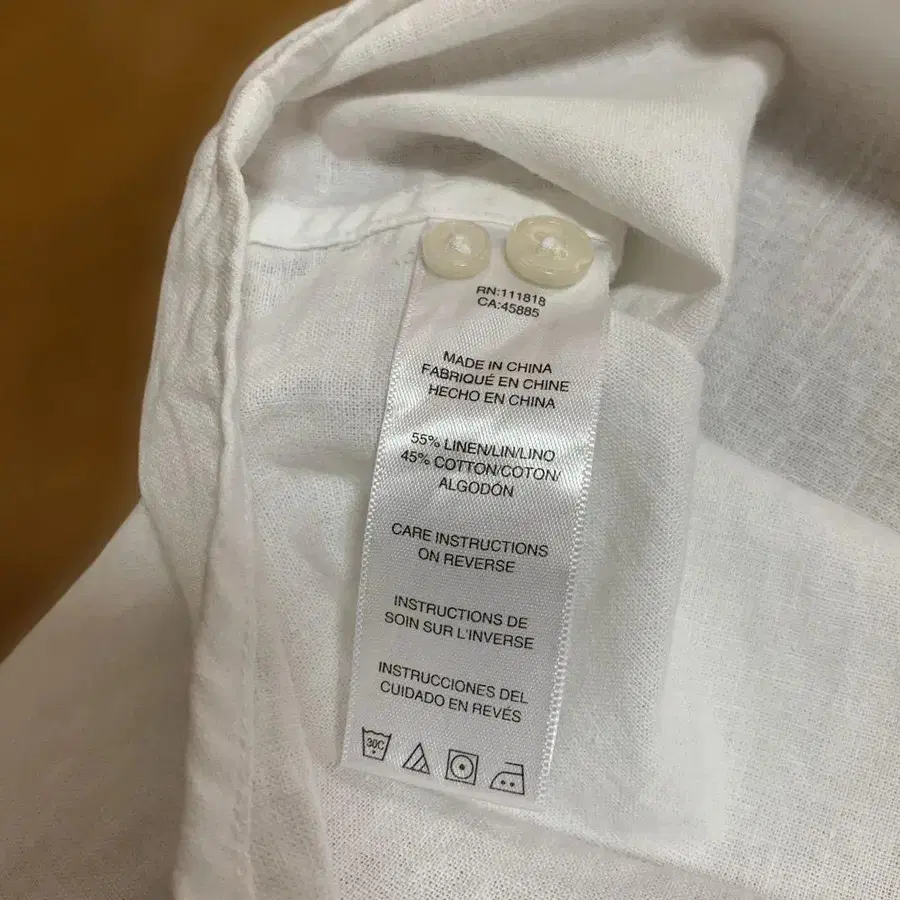 RN:111818
CA:45885
MADE IN CHINA
FABRIQUÉ EN CHINE
HECHO EN CHINA
55% LINEN/LIN/LINO
45% COTTON/COTON/
ALGODÓN
CARE INSTRUCTIONS
ON REVERSE
INSTRUCTIONS DE
SOIN SUR L'INVERSE
INSTRUCCIONES DEL
CUIDADO EN REVÉS
30C